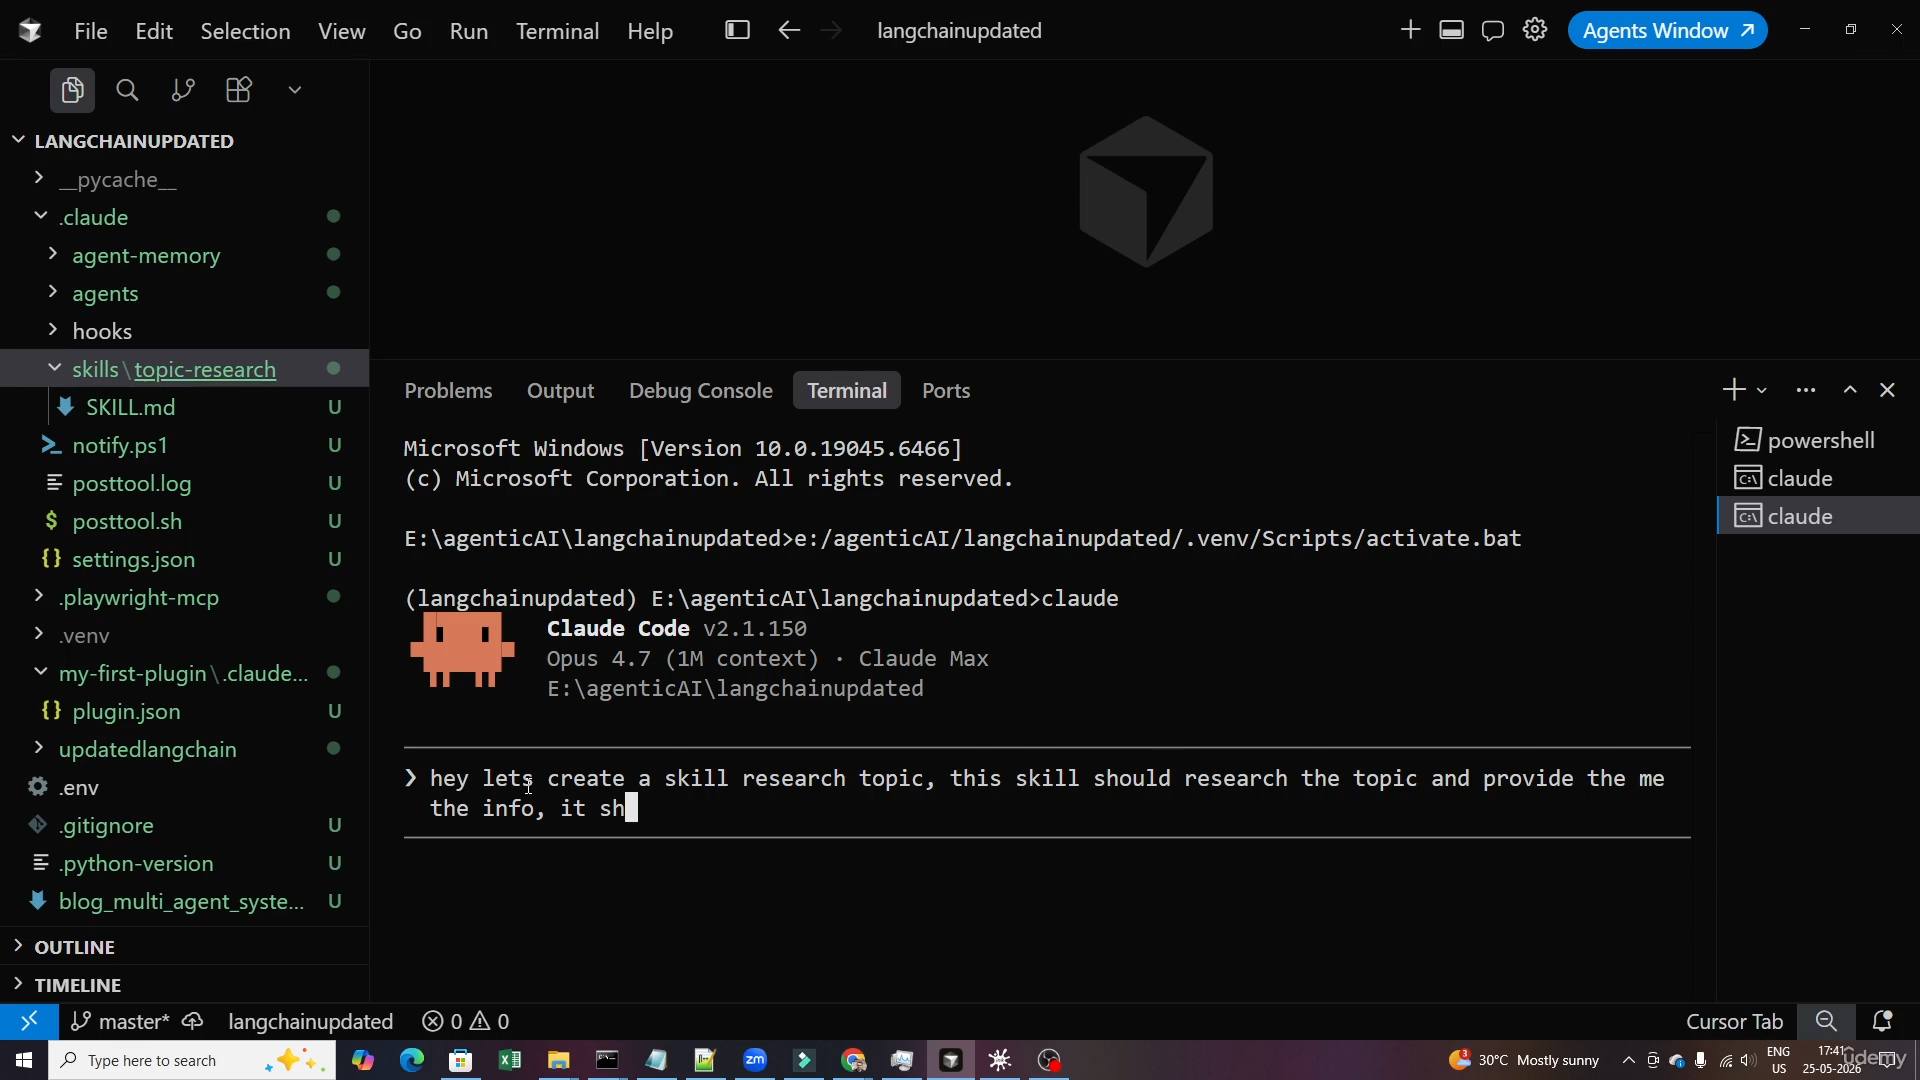 File Edit Selection View Go Run Terminal Help langchainupdated Agents Window
LANGCHAINUPDATED
__pycache__
.claude
agent-memory
agents
hooks
skills\topic-research
SKILL.md U
notify.ps1 U
posttool.log U
$ posttool.sh U
{} settings.json U
.playwright-mcp
.venv
my-first-plugin\.claude...
{} plugin.json U
updatedlangchain
.env
.gitignore U
.python-version U
blog_multi_agent_syste... U
OUTLINE
TIMELINE
Problems Output Debug Console Terminal Ports
Microsoft Windows [Version 10.0.19045.6466]
(c) Microsoft Corporation. All rights reserved.
E:\agenticAI\langchainupdated>e:/agenticAI/langchainupdated/.venv/Scripts/activate.bat
(langchainupdated) E:\agenticAI\langchainupdated>claude
Claude Code v2.1.150
Opus 4.7 (1M context) · Claude Max
E:\agenticAI\langchainupdated
❯ hey lets create a skill research topic, this skill should research the topic and provide the me
the info, it sh
powershell
claude
claude
master* langchainupdated 0 0 Cursor Tab
Type here to search 30°C Mostly sunny ENG 17:41
US 25-05-2026
udemy